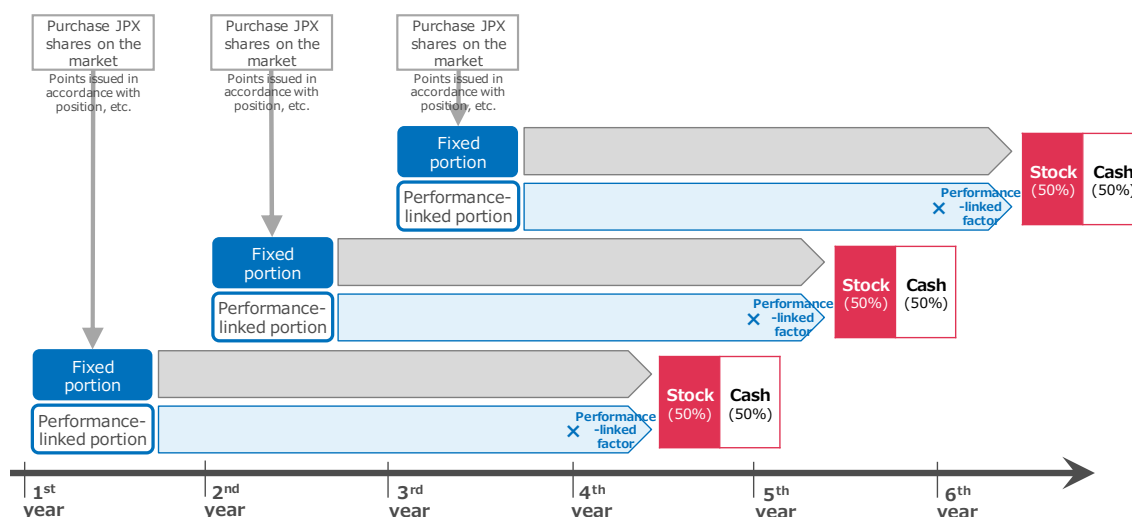 Purchase JPX
shares on the
market
Points issued in
accordance with
position, etc.
Purchase JPX
shares on the
market
Points issued in
accordance with
position, etc.
Purchase JPX
shares on the
market
Points issued in
accordance with
position, etc.
Fixed
portion
Performance-
linked portion
× Performance
-linked
factor
Stock
(50%)
Cash
(50%)
Fixed
portion
Performance-
linked portion
× Performance
-linked
factor
Stock
(50%)
Cash
(50%)
Fixed
portion
Performance-
linked portion
× Performance
-linked
factor
Stock
(50%)
Cash
(50%)
1st
year
2nd
year
3rd
year
4th
year
5th
year
6th
year